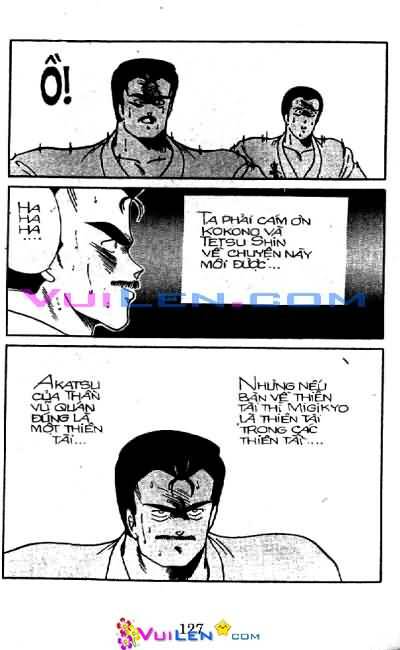 Ồ!
HA
HA
HA
....
TA PHẢI CẢM ƠN
KOKONO VÀ
TETSU SHIN
VỀ CHUYỆN NÀY
MỚI ĐƯỢC...
VUILEN.COM
AKATSU
CỦA THẦN
VŨ QUÁN
ĐÚNG LÀ
MỘT THIÊN
TÀI...
NHƯNG NẾU
BÀN VỀ THIÊN
TÀI THÌ MIGIKYO
LÀ THIÊN TÀI
TRONG CÁC
THIÊN TÀI....
127
VUILEN.COM